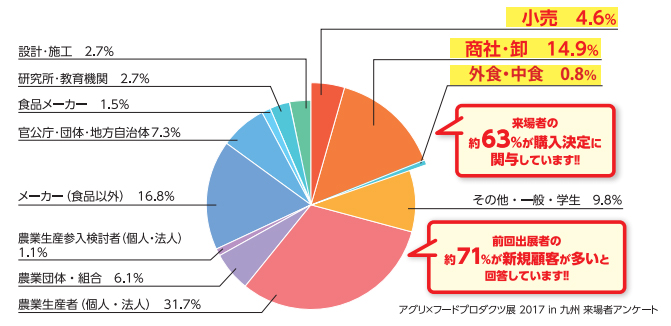 小売 4.6%
商社・卸 14.9%
外食・中食 0.8%
設計・施工 2.7%
研究所・教育機関 2.7%
食品メーカー 1.5%
官公庁・団体・地方自治体 7.3%
メーカー（食品以外） 16.8%
農業生産参入検討者（個人・法人）
1.1%
農業団体・組合 6.1%
農業生産者（個人・法人） 31.7%
来場者の
約63%が購入決定に
関与しています!!
その他・一般・学生 9.8%
前回出展者の
約71%が新規顧客が多いと
回答しています!!
アグリ×フードプロダクツ展 2017 in 九州 来場者アンケート